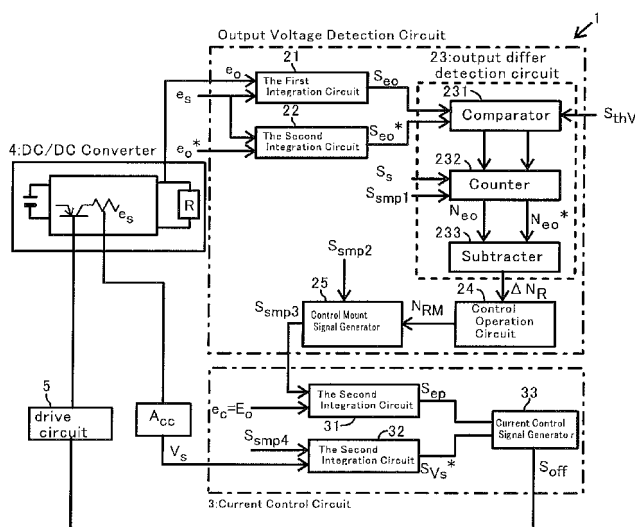 Output Voltage Detection Circuit
1
21
23:output differ
detection circuit
eo
The First
Integration Circuit
Seo
231
es
22
Comparator
SthV
4:DC/DC Converter
eo*
The Second
Integration Circuit
Seo*
232
R
es
Ss
Ssmp1
Counter
Neo
Neo*
233
Subtracter
Ssmp2
25
24
ΔNR
Ssmp3
Control Mount
Signal Generator
NRM
Control Operation
Circuit
5
drive
circuit
Acc
ec=Eo
The Second
Integration Circuit
Sep
33
31
32
Current Control
Signal Generator
Ssmp4
The Second
Integration Circuit
Vs
SVs*
Soff
3:Current Control Circuit